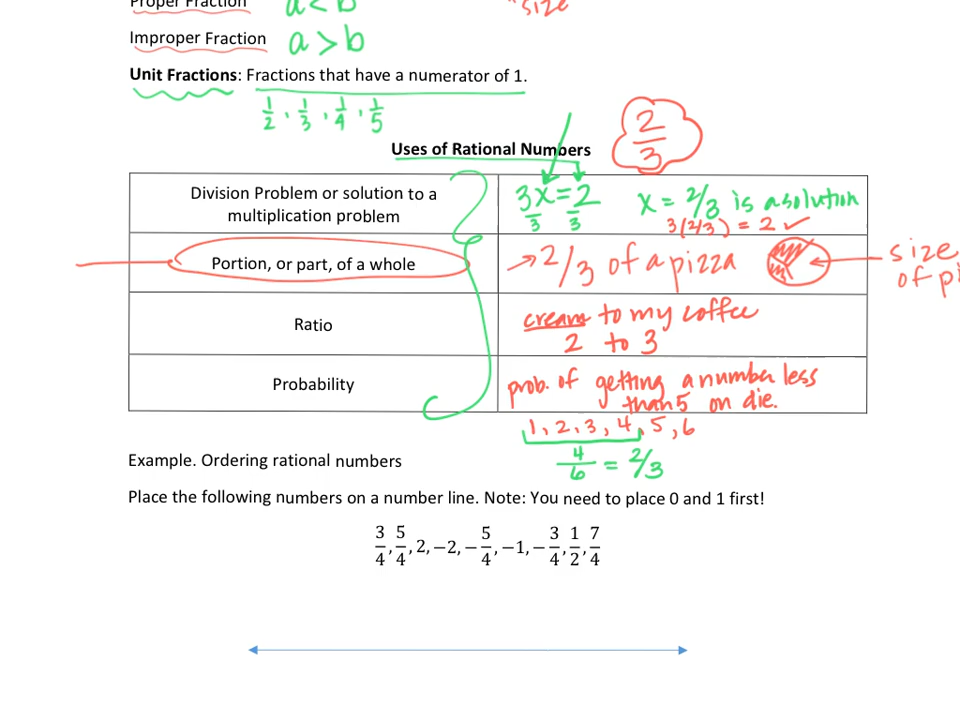 Proper Fraction a < b "size
Improper Fraction a > b
Unit Fractions: Fractions that have a numerator of 1.
1/2, 1/3, 1/4, 1/5
2/3
Uses of Rational Numbers
Division Problem or solution to a multiplication problem
3x = 2 x = 2/3 is a solution
3 3 3(2/3) = 2 ✓
Portion, or part, of a whole
→ 2/3 of a pizza
size
of
Ratio
cream to my coffee
2 to 3
Probability
prob. of getting a number less
than 5 on die.
1, 2, 3, 4, 5, 6
4/6 = 2/3
Example. Ordering rational numbers
Place the following numbers on a number line. Note: You need to place 0 and 1 first!
3/4, 5/4, 2, −2, −5/4, −1, −3/4, 1/2, 7/4